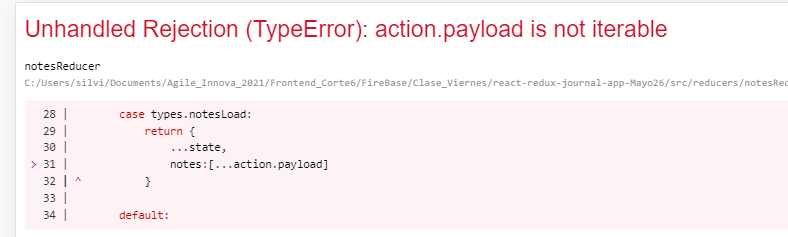 Unhandled Rejection (TypeError): action.payload is not iterable
notesReducer
C:/Users/silvi/Documents/Agile_Innova_2021/Frontend_Corte6/FireBase/Clase_Viernes/react-redux-journal-app-Mayo26/src/reducers/notesRed
28 | case types.notesLoad:
29 | return {
30 | ...state,
> 31 | notes:[...action.payload]
32 | ^ }
33 |
34 | default: